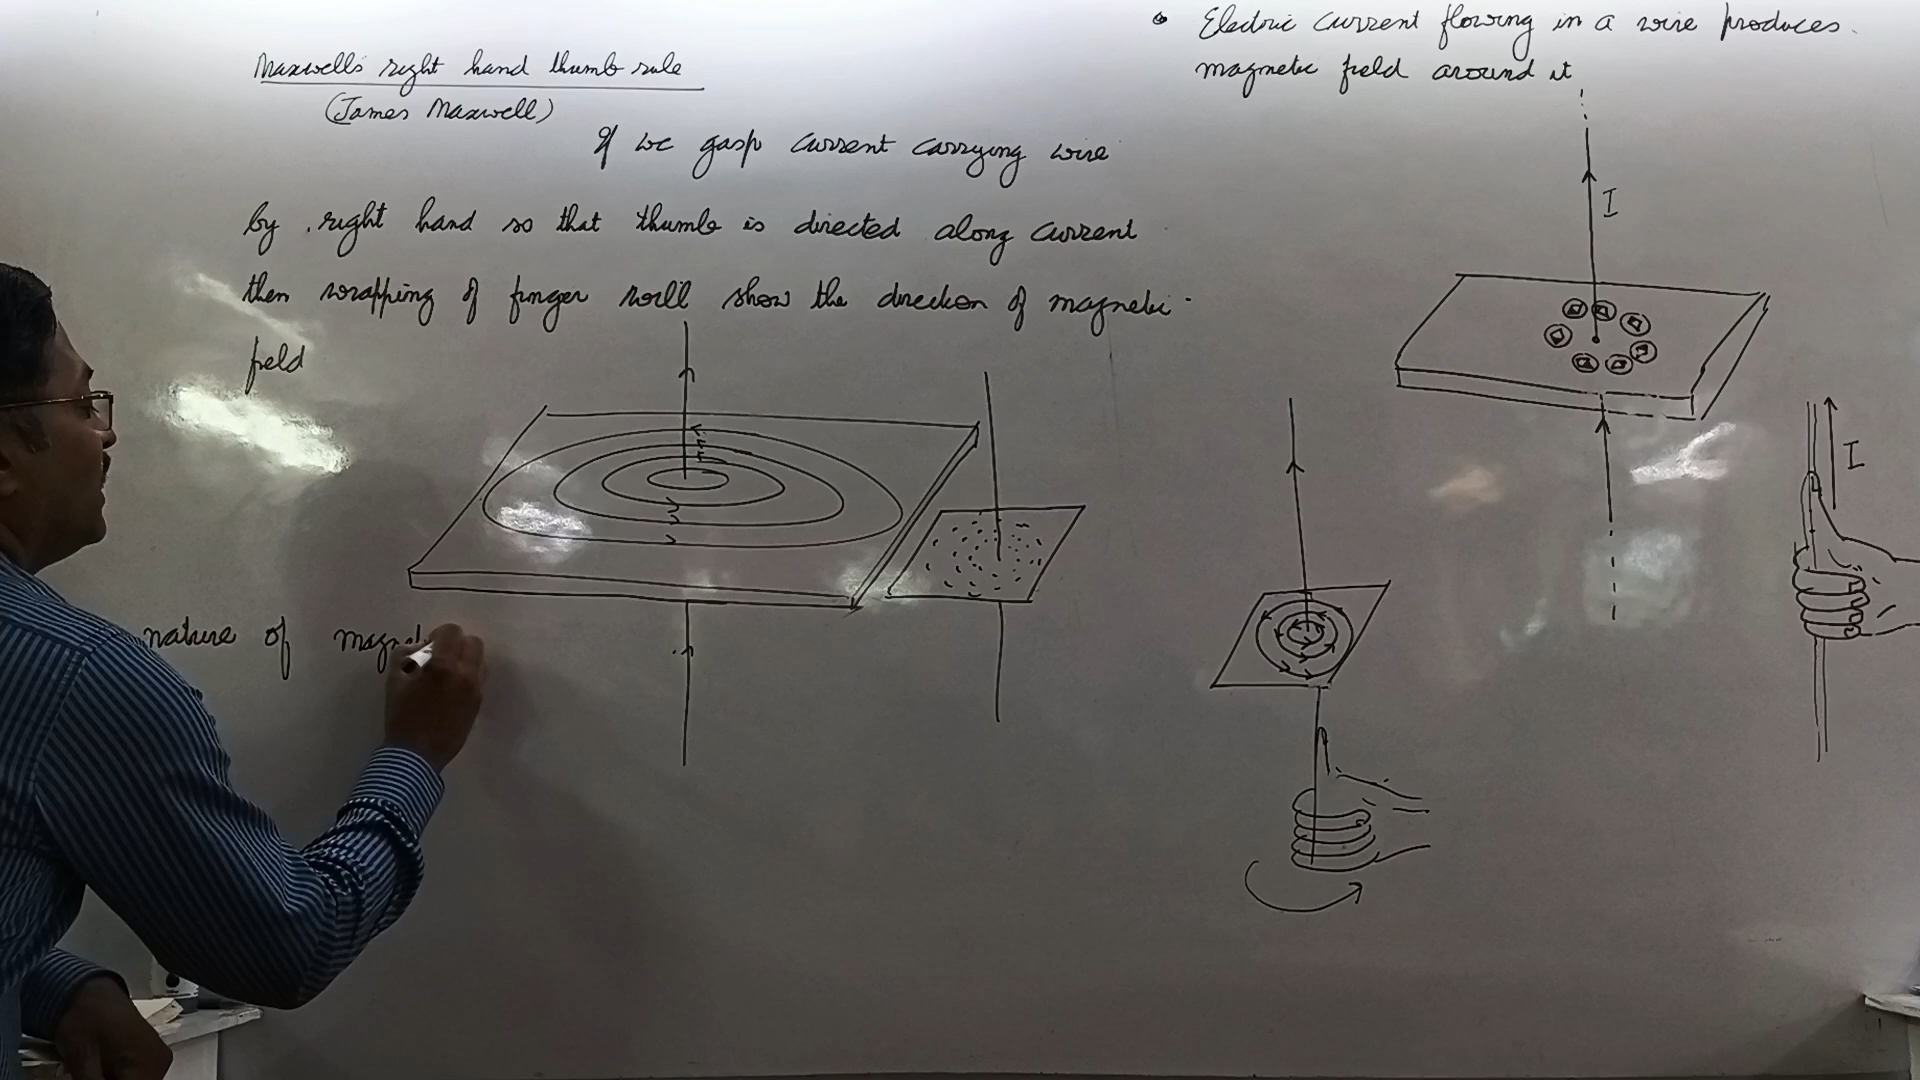 Maxwells right hand thumb rule
(James Maxwell)
If we gasp current carrying wire
by right hand so that thumb is directed along current
then wrapping of finger will show the direction of magnetic
field
nature of magnet
• Electric current flowing in a wire produces
magnetic field around it
I
I